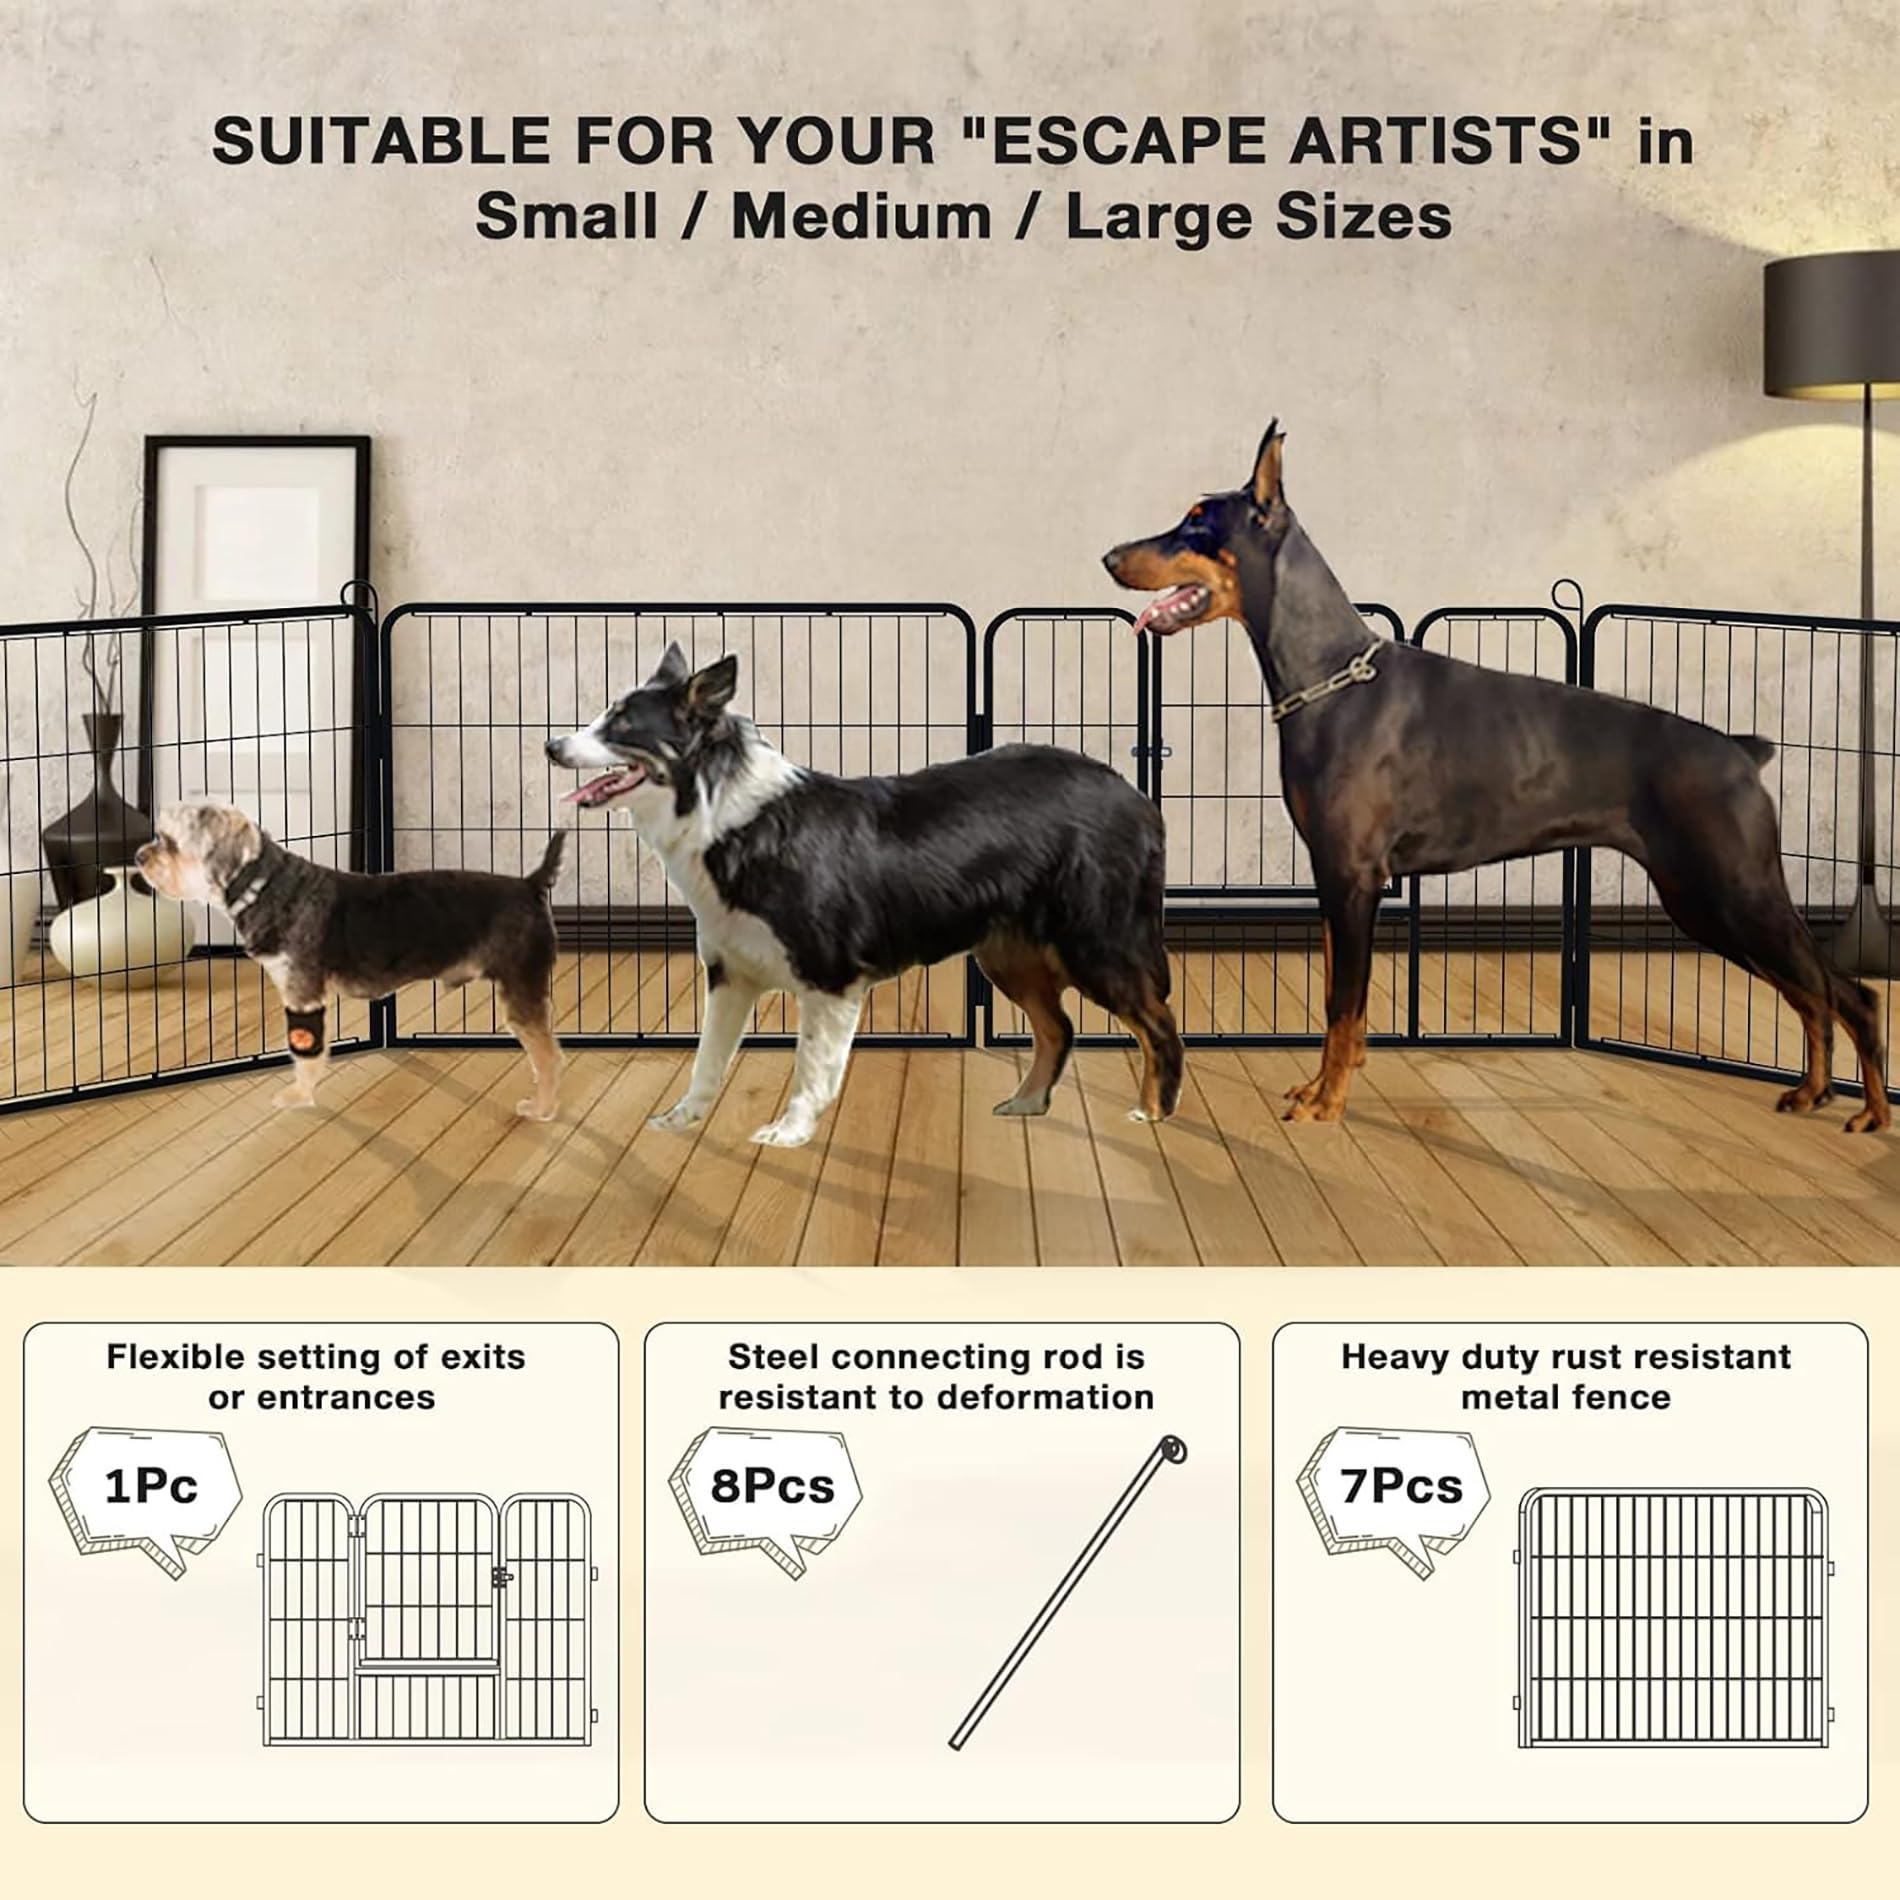 SUITABLE FOR YOUR "ESCAPE ARTISTS" in
Small / Medium / Large Sizes
Flexible setting of exits
or entrances
1Pc
Steel connecting rod is
resistant to deformation
8Pcs
Heavy duty rust resistant
metal fence
7Pcs